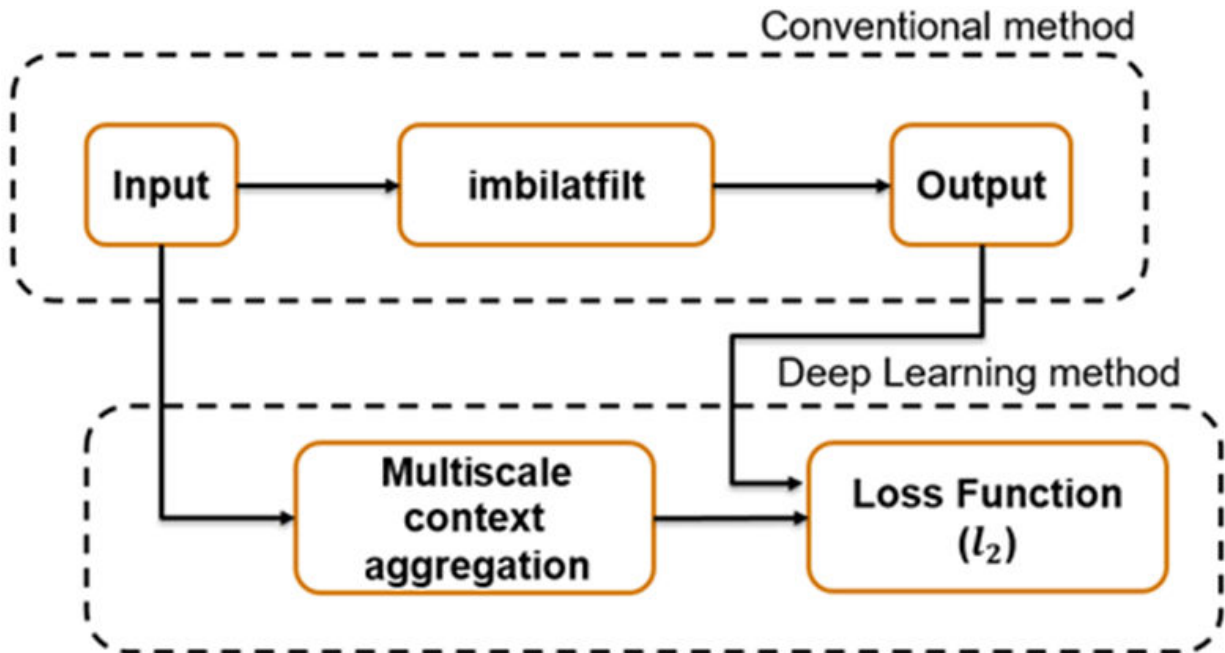 Conventional method
Input
imbilatfilt
Output
Deep Learning method
Multiscale
context
aggregation
Loss Function
(l₂)